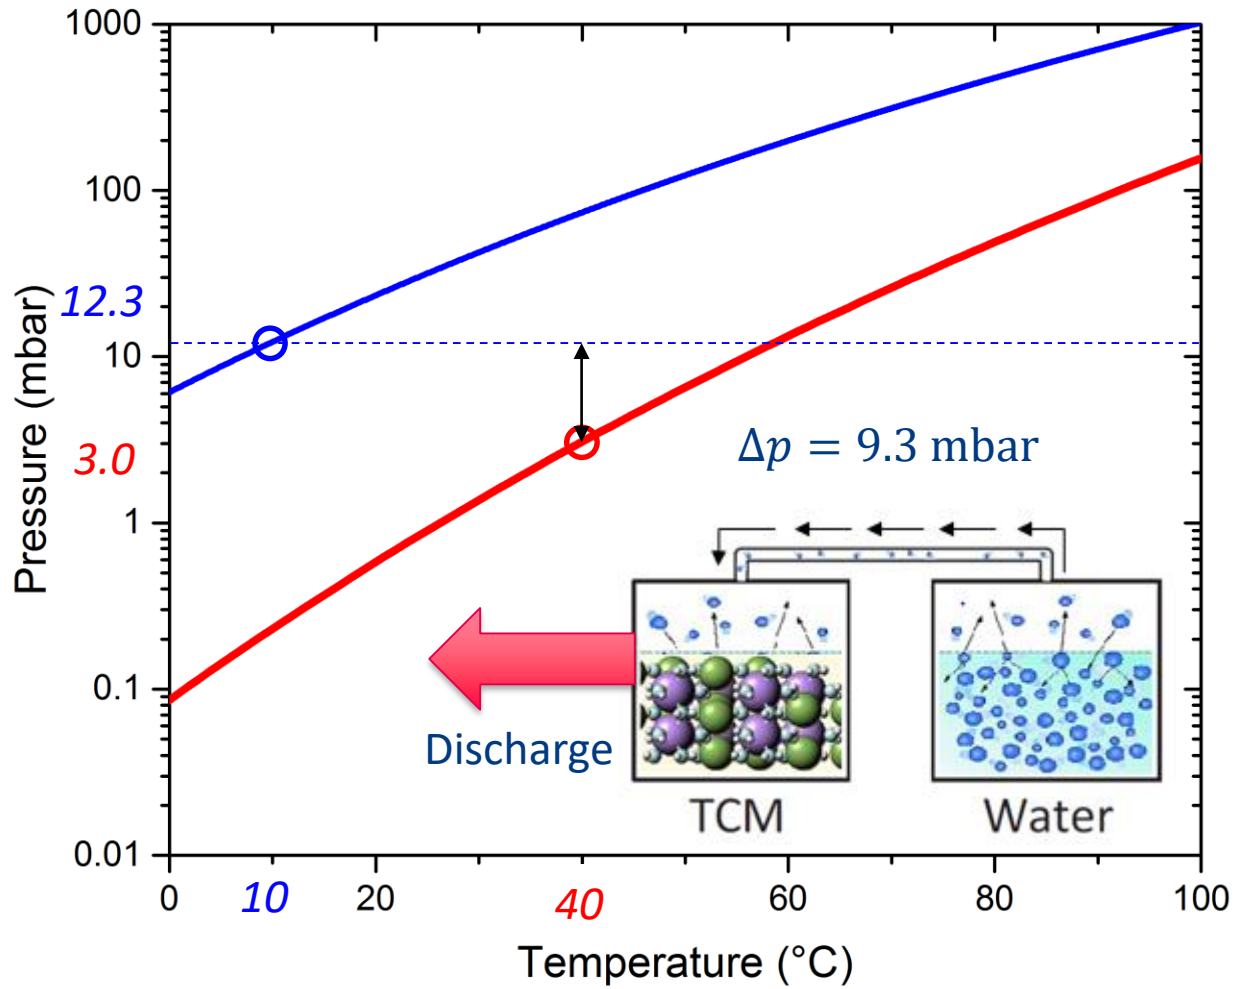 1000
100
12.3
10
3.0
1
0.1
0.01
Pressure (mbar)
Δp = 9.3 mbar
Discharge
TCM
Water
0
10
20
40
60
80
100
Temperature (°C)